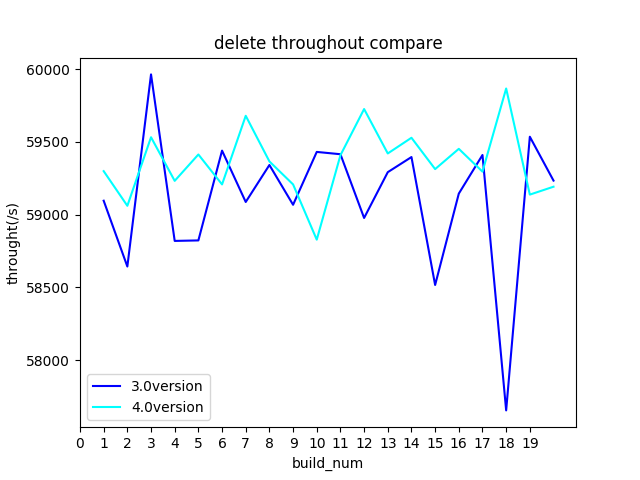 delete throughout compare
60000
59500
59000
58500
58000
throught(/s)
3.0version
4.0version
0 1 2 3 4 5 6 7 8 9 10 11 12 13 14 15 16 17 18 19
build_num